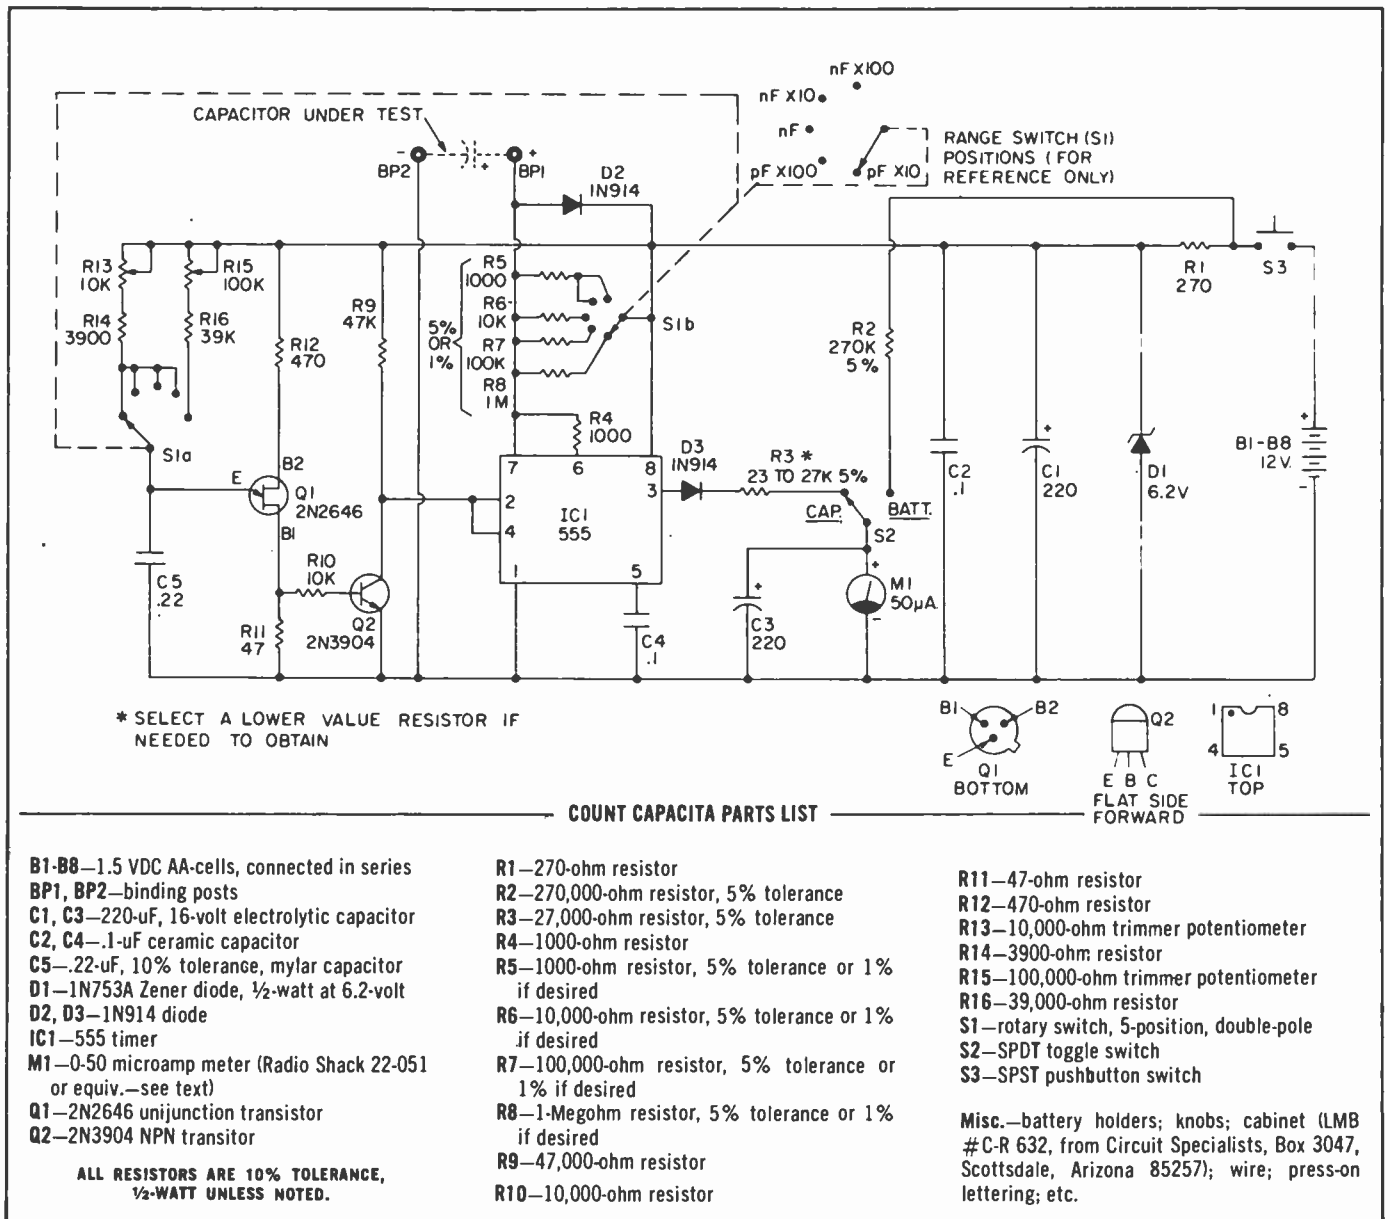 nF X100
nF X10
nF
pF X100
pF X10
RANGE SWITCH (S1)
POSITIONS (FOR
REFERENCE ONLY)
CAPACITOR UNDER TEST
-
BP2
+
BP1
+
D2
1N914
R13
10K
R15
100K
R14
3900
R16
39K
R12
470
R9
47K
5%
OR
1%
R5
1000
R6
10K
R7
100K
R8
1M
R4
1000
S1b
S1a
R1
270
S3
R2
270K
5%
B1-B8
12V.
+
-
E
B2
Q1
2N2646
B1
C5
.22
R10
10K
R11
47
Q2
2N3904
7 6 8
3
2
4
1
5
IC1
555
D3
1N914
R3 *
23 TO 27K 5%
CAP.
BATT.
S2
C4
.1
C3
220
+
M1
50µA
+
-
C2
.1
C1
220
+
D1
6.2V
* SELECT A LOWER VALUE RESISTOR IF
NEEDED TO OBTAIN
B1
B2
E
Q1
BOTTOM
Q2
E B C
FLAT SIDE
FORWARD
1
8
4
5
IC1
TOP
COUNT CAPACITA PARTS LIST
B1-B8—1.5 VDC AA-cells, connected in series
BP1, BP2—binding posts
C1, C3—220-uF, 16-volt electrolytic capacitor
C2, C4—.1-uF ceramic capacitor
C5—.22-uF, 10% tolerance, mylar capacitor
D1—1N753A Zener diode, ½-watt at 6.2-volt
D2, D3—1N914 diode
IC1—555 timer
M1—0-50 microamp meter (Radio Shack 22-051
or equiv.—see text)
Q1—2N2646 unijunction transistor
Q2—2N3904 NPN transitor
ALL RESISTORS ARE 10% TOLERANCE,
½-WATT UNLESS NOTED.
R1—270-ohm resistor
R2—270,000-ohm resistor, 5% tolerance
R3—27,000-ohm resistor, 5% tolerance
R4—1000-ohm resistor
R5—1000-ohm resistor, 5% tolerance or 1%
if desired
R6—10,000-ohm resistor, 5% tolerance or 1%
if desired
R7—100,000-ohm resistor, 5% tolerance or
1% if desired
R8—1-Megohm resistor, 5% tolerance or 1%
if desired
R9—47,000-ohm resistor
R10—10,000-ohm resistor
R11—47-ohm resistor
R12—470-ohm resistor
R13—10,000-ohm trimmer potentiometer
R14—3900-ohm resistor
R15—100,000-ohm trimmer potentiometer
R16—39,000-ohm resistor
S1—rotary switch, 5-position, double-pole
S2—SPDT toggle switch
S3—SPST pushbutton switch
Misc.—battery holders; knobs; cabinet (LMB
#C-R 632, from Circuit Specialists, Box 3047,
Scottsdale, Arizona 85257); wire; press-on
lettering; etc.